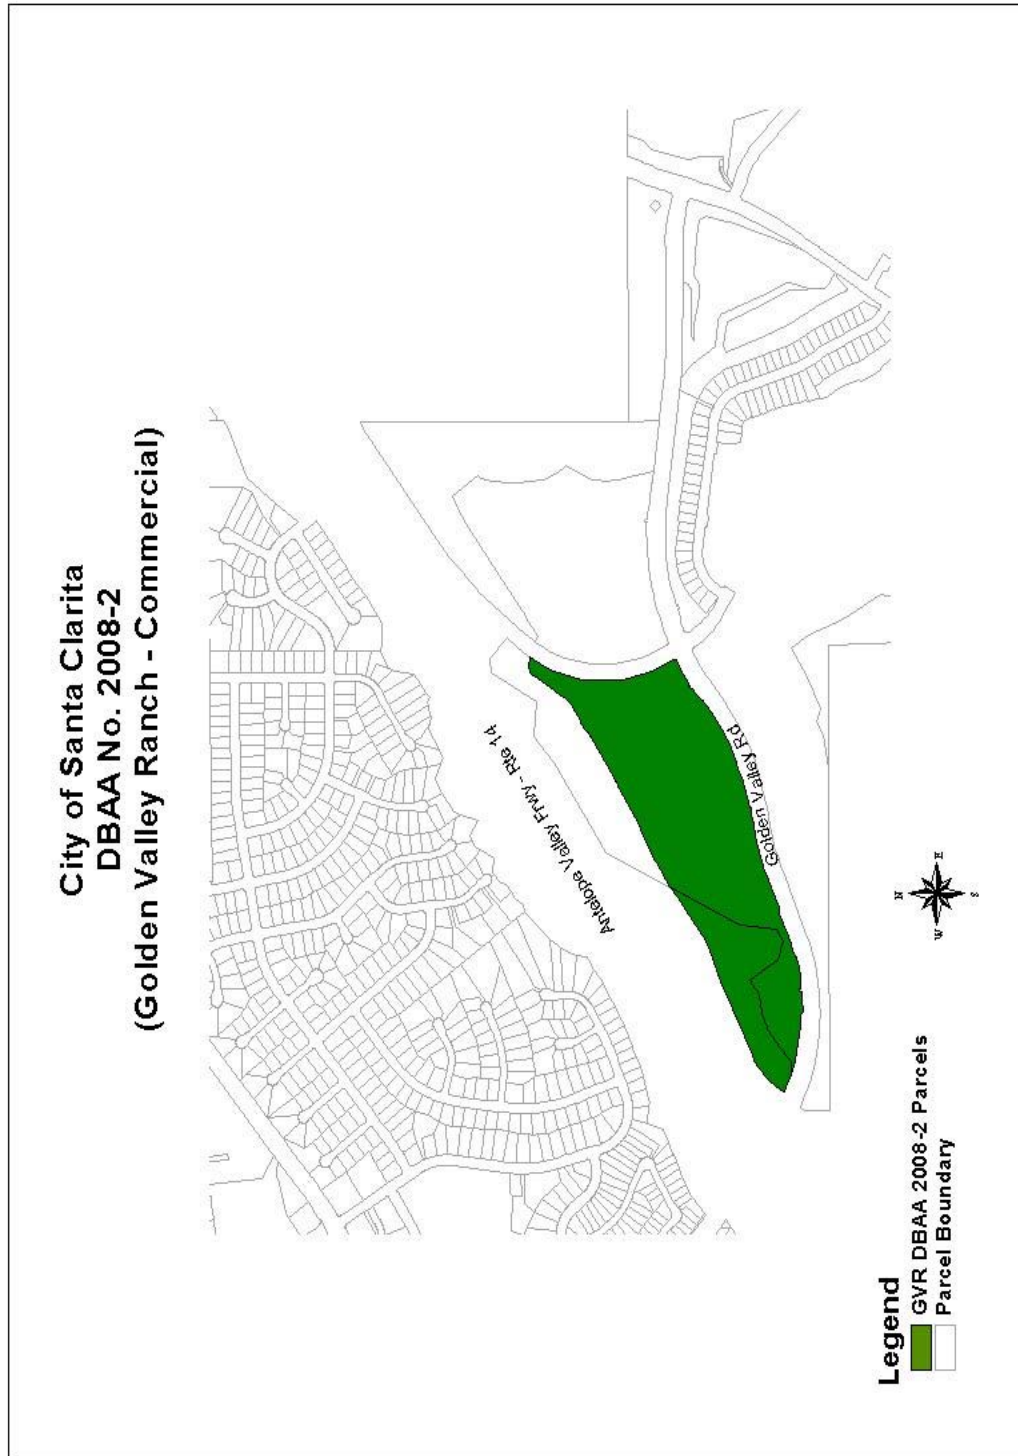 City of Santa Clarita
DBAA No. 2008-2
(Golden Valley Ranch - Commercial)
Antelope Valley Frwy - Rte 14
Golden Valley Rd
N
W
E
S
Legend
GVR DBAA 2008-2 Parcels
Parcel Boundary